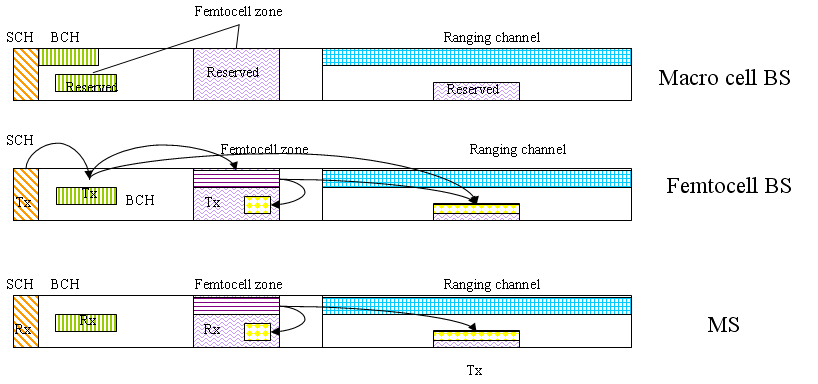 Femtocell zone
SCH BCH Ranging channel
Reserved
Reserved
Reserved
Macro cell BS
SCH
Femtocell zone Ranging channel
Tx Tx BCH Tx
Femtocell BS
SCH BCH Femtocell zone Ranging channel
Rx Rx Rx
MS
Tx